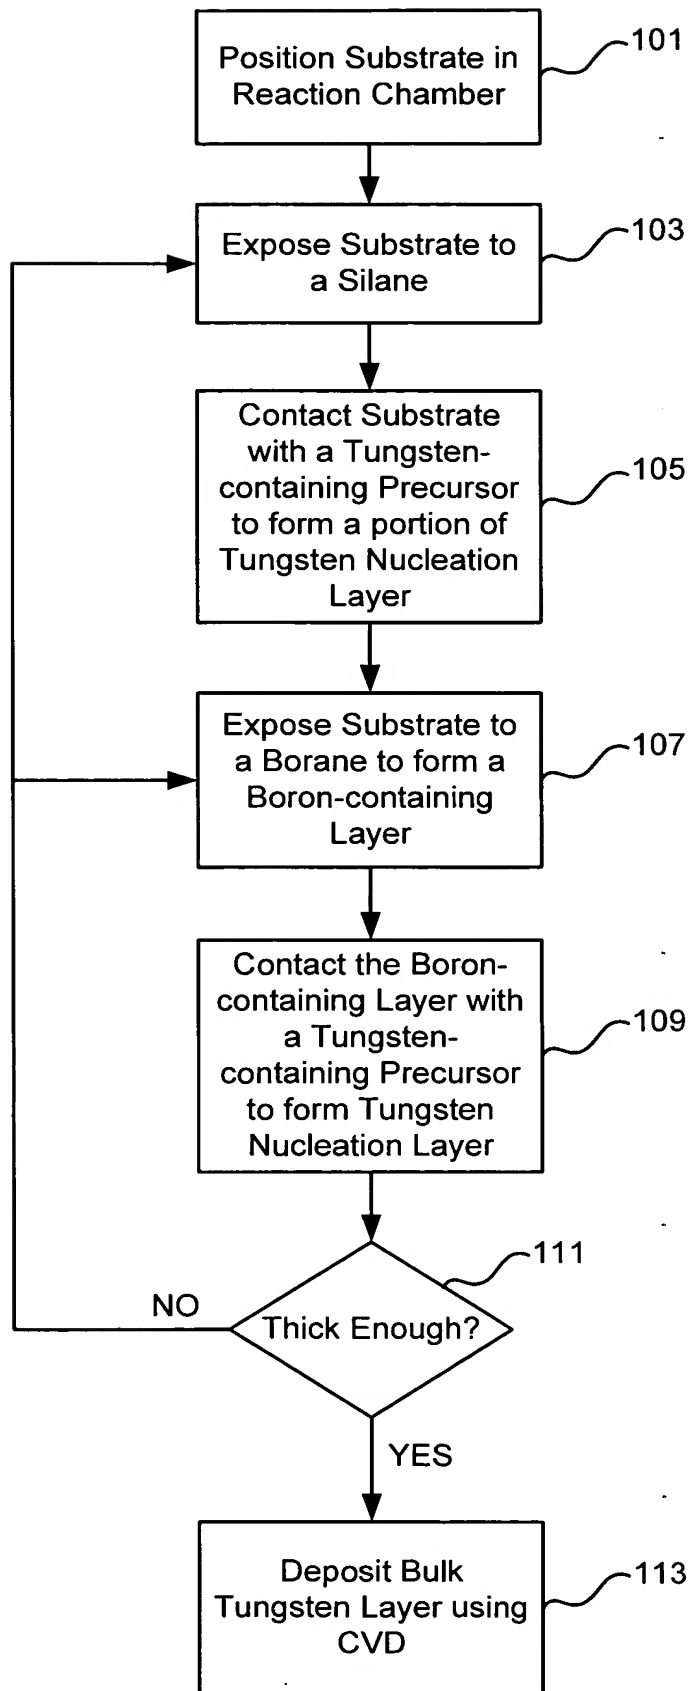 Position Substrate in
Reaction Chamber
101
Expose Substrate to
a Silane
103
Contact Substrate
with a Tungsten-
containing Precursor
to form a portion of
Tungsten Nucleation
Layer
105
Expose Substrate to
a Borane to form a
Boron-containing
Layer
107
Contact the Boron-
containing Layer with
a Tungsten-
containing Precursor
to form Tungsten
Nucleation Layer
109
Thick Enough?
111
NO
YES
Deposit Bulk
Tungsten Layer using
CVD
113